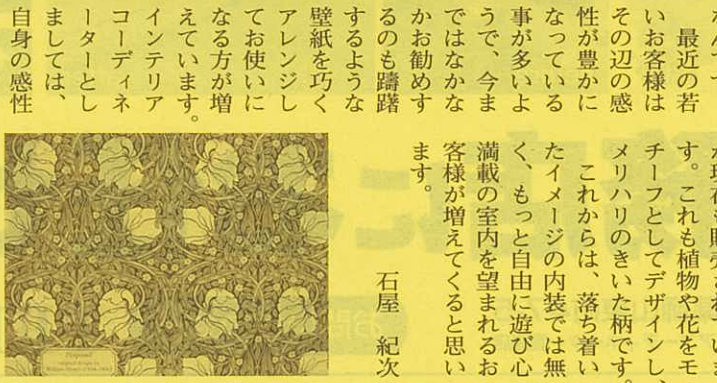 最近の若
いお客様は
その辺の感
性が豊かに
なっている
事が多いよ
うで、今ま
ではなかな
かお勧めす
るのも躊躇
するような
壁紙を巧く
アレンジし
てお使いに
なる方が増
えています。
インテリア
コーディネ
ーターとし
ましては、
自身の感性
す。これも植物や花をモ
チーフとしてデザインし、
メリハリのきいた柄です。
これからは、落ち着い
たイメージの内装では無
く、もっと自由に遊び心
満載の室内を望まれるお
客様が増えてくると思い
ます。
石屋 紀次
Pimpernel